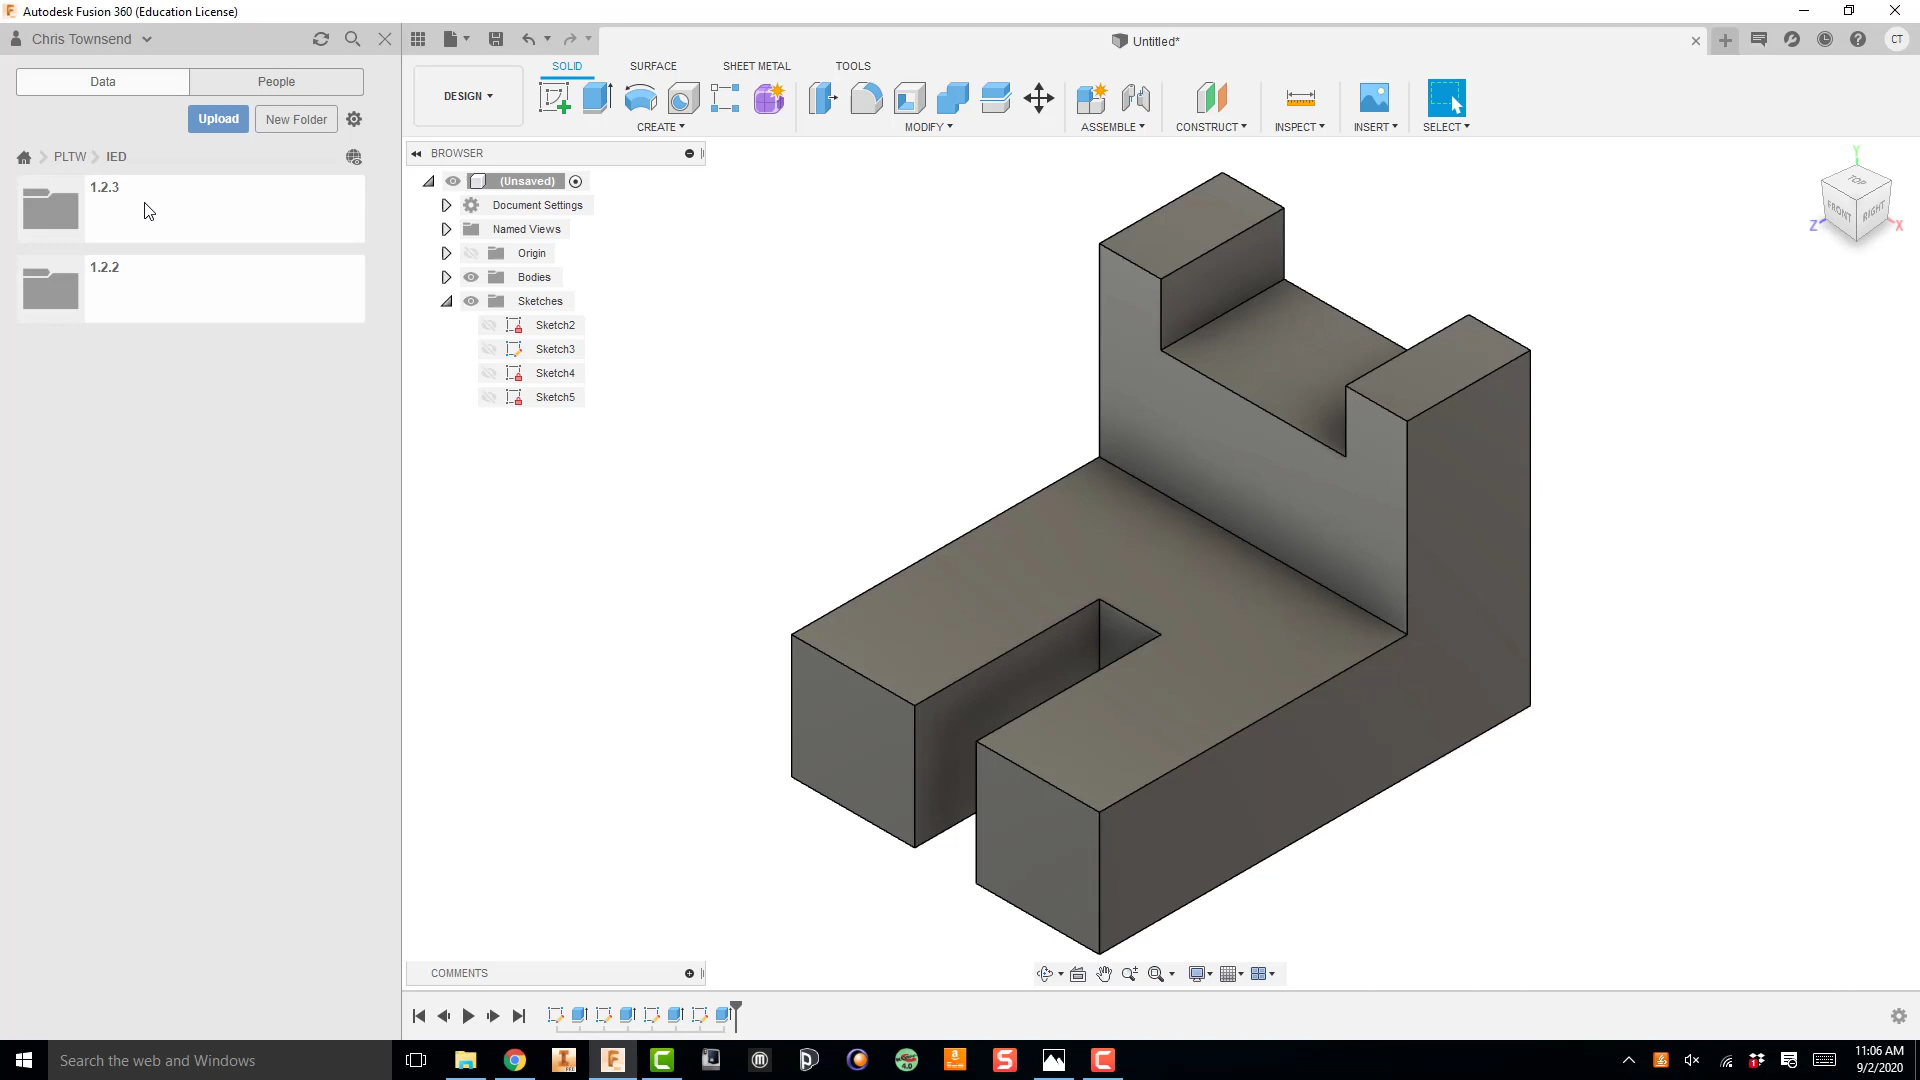 Autodesk Fusion 360 (Education License)
Chris Townsend
Untitled*
CT
Data
People
Upload
New Folder
PLTW
IED
1.2.3
1.2.2
DESIGN
SOLID
SURFACE
SHEET METAL
TOOLS
CREATE
MODIFY
ASSEMBLE
CONSTRUCT
INSPECT
INSERT
SELECT
BROWSER
(Unsaved)
Document Settings
Named Views
Origin
Bodies
Sketches
Sketch2
Sketch3
Sketch4
Sketch5
Y
TOP
FRONT
RIGHT
Z
X
COMMENTS
Search the web and Windows
11:06 AM
9/2/2020